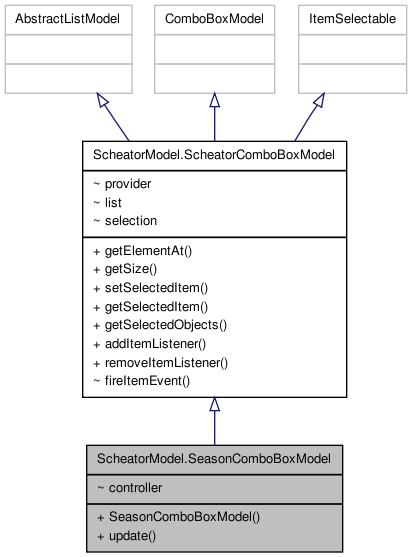 AbstractListModel
ComboBoxModel
ItemSelectable
ScheatorModel.ScheatorComboBoxModel
~ provider
~ list
~ selection
+ getElementAt()
+ getSize()
+ setSelectedItem()
+ getSelectedItem()
+ getSelectedObjects()
+ addItemListener()
+ removeItemListener()
~ fireItemEvent()
ScheatorModel.SeasonComboBoxModel
~ controller
+ SeasonComboBoxModel()
+ update()